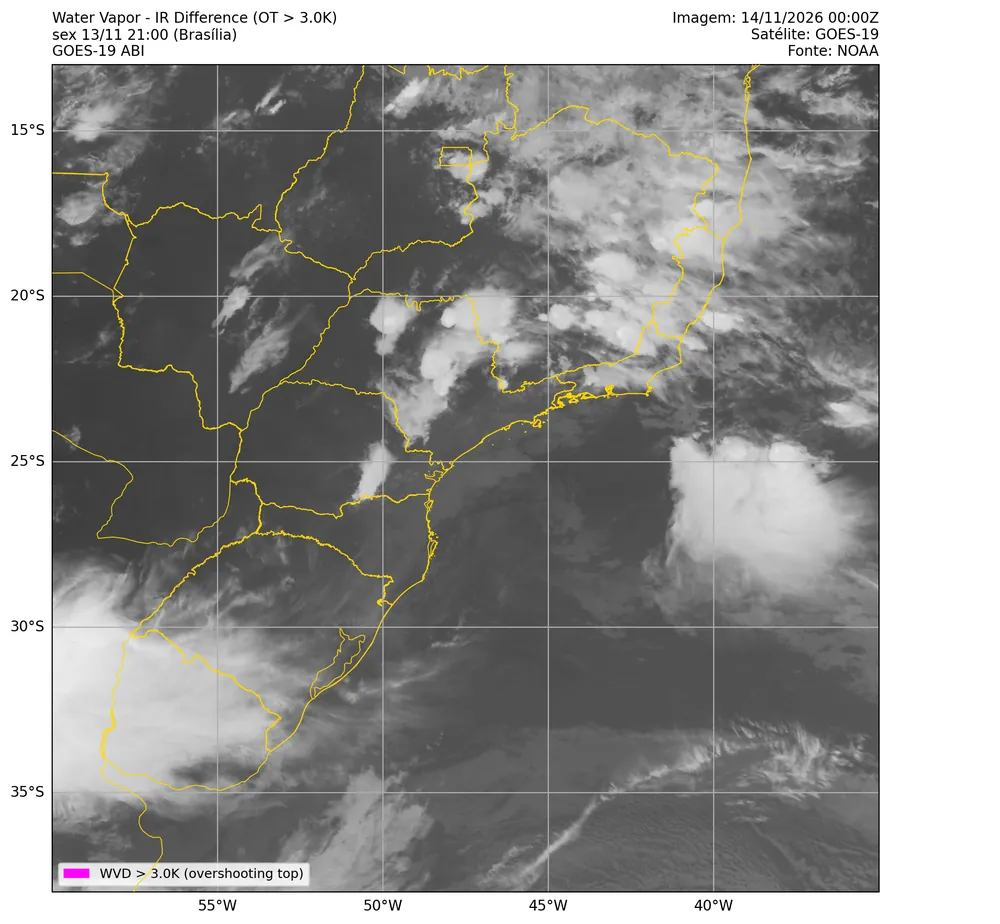 Water Vapor - IR Difference (OT > 3.0K)
sex 13/11 21:00 (Brasília)
GOES-19 ABI
Imagem: 14/11/2026 00:00Z
Satélite: GOES-19
Fonte: NOAA
15°S
20°S
25°S
30°S
35°S
WVD > 3.0K (overshooting top)
55°W
50°W
45°W
40°W